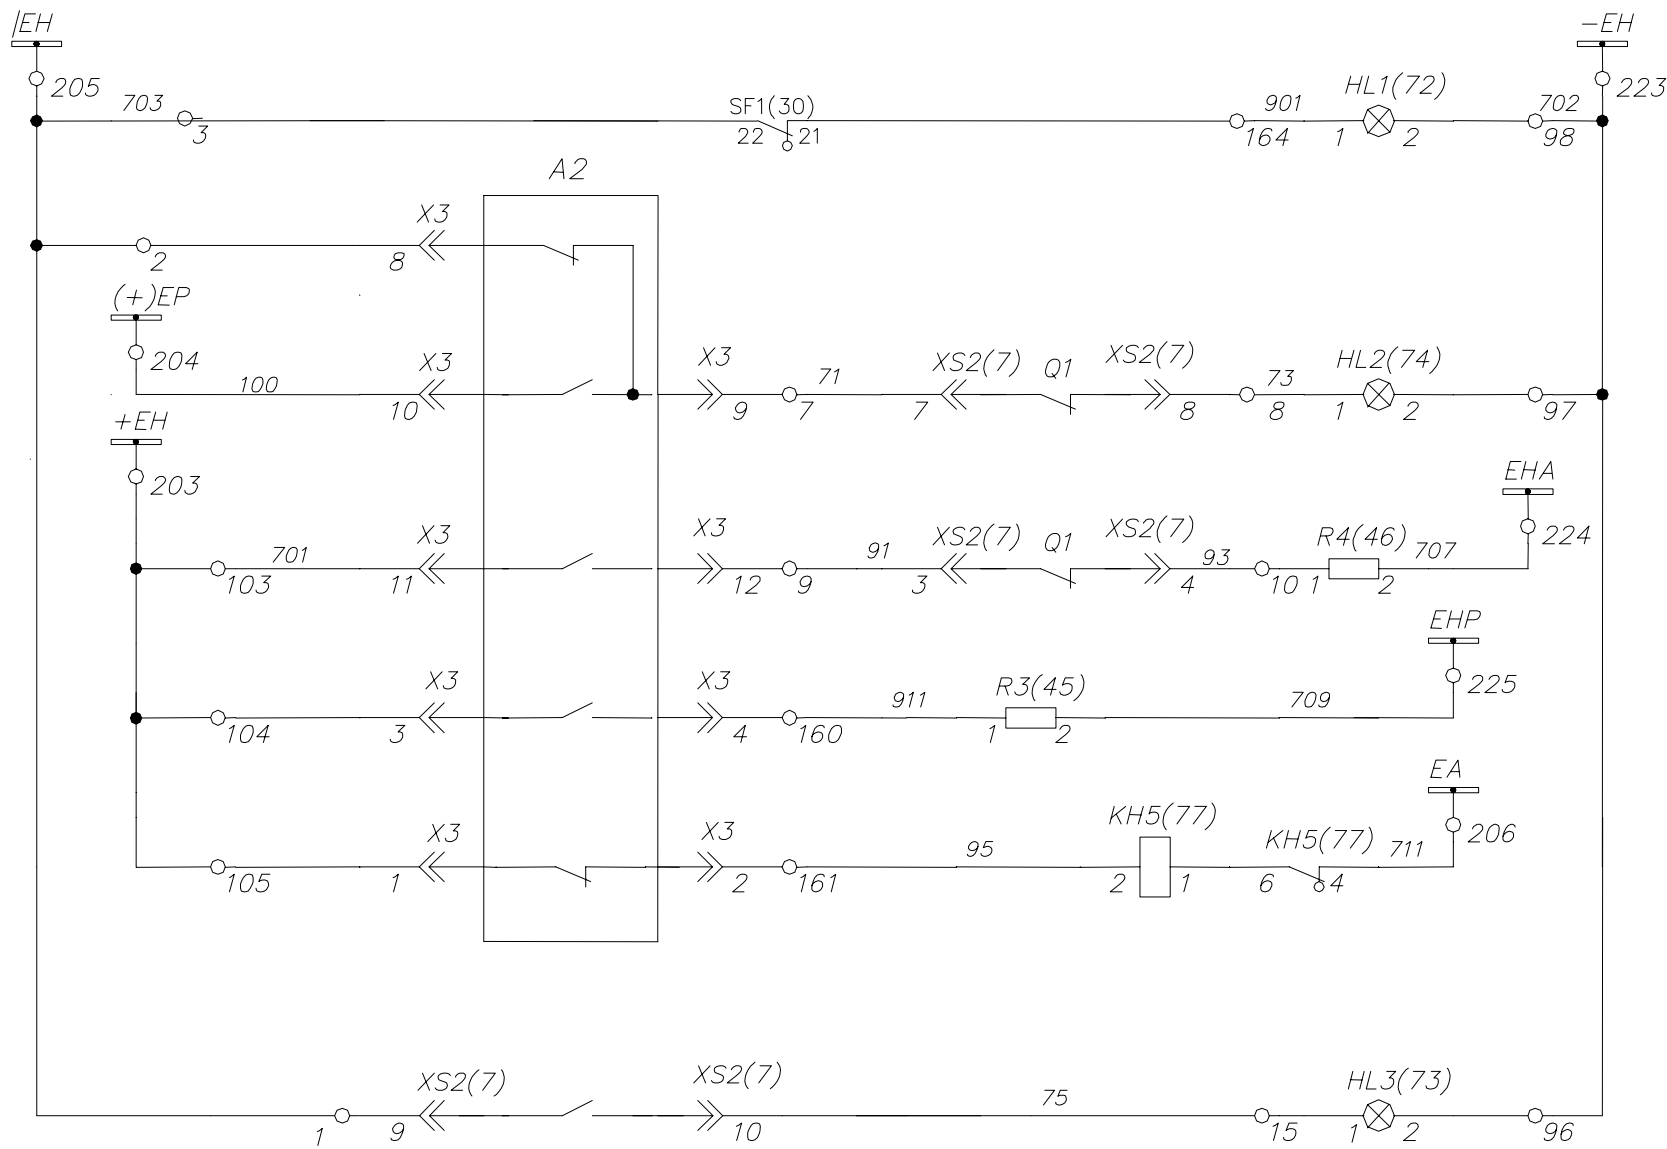 |EH
-EH
205
703
3
SF1(30)
22
21
901
164
HL1(72)
1
2
702
98
223
A2
2
X3
8
(+)EP
204
100
X3
10
X3
9
71
7
XS2(7)
7
Q1
XS2(7)
8
73
8
HL2(74)
1
2
97
+EH
203
103
701
X3
11
X3
12
9
91
XS2(7)
3
Q1
XS2(7)
4
93
10
R4(46)
1
2
707
EHA
224
104
X3
3
X3
4
160
911
R3(45)
1
2
709
EHP
225
105
X3
1
X3
2
161
95
KH5(77)
2
1
KH5(77)
6
4
711
EA
206
1
XS2(7)
9
XS2(7)
10
75
15
HL3(73)
1
2
96